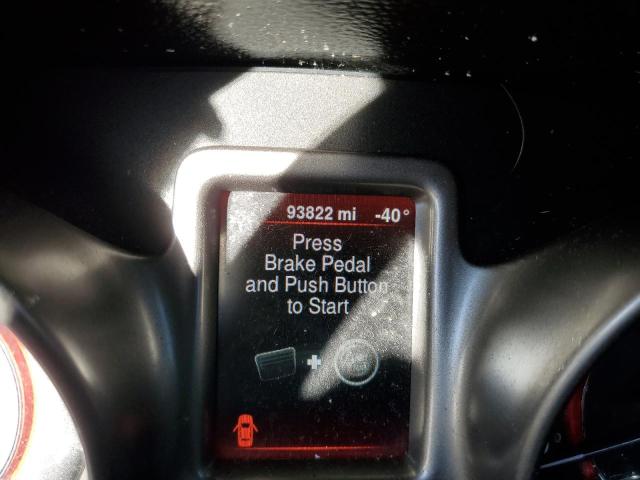 93822 mi -40°
Press
Brake Pedal
and Push Button
to Start